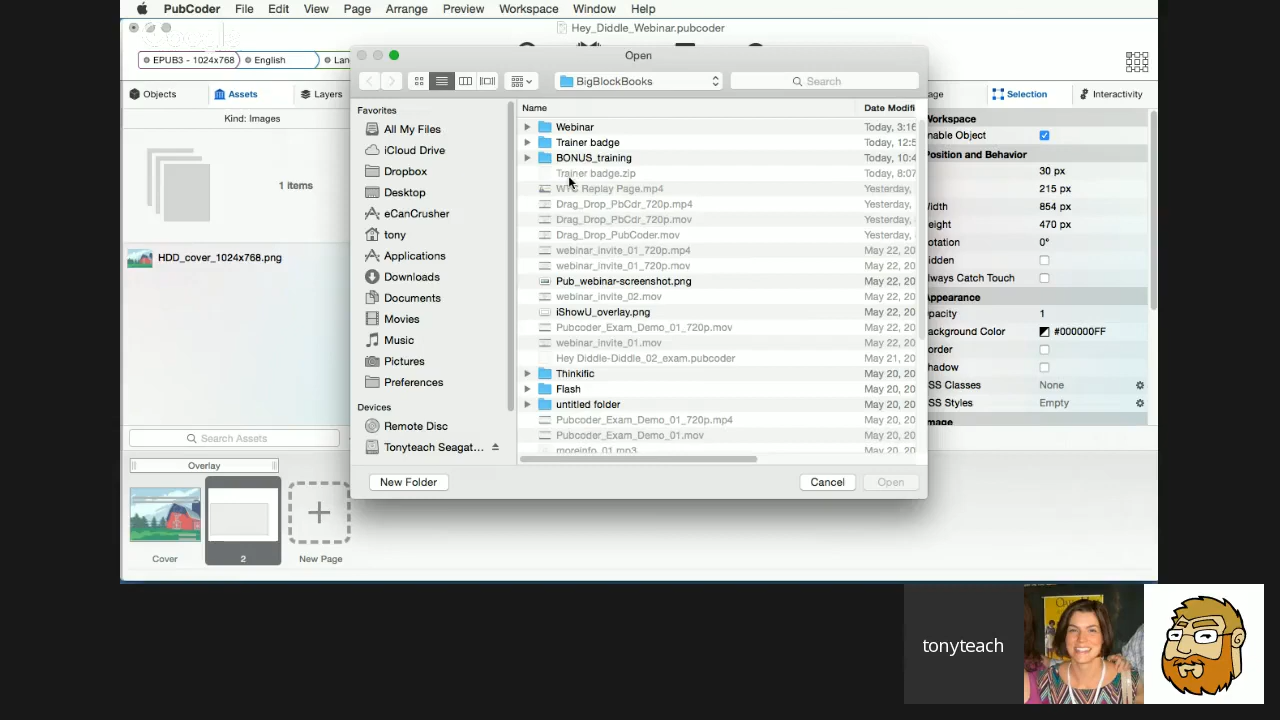 PubCoder File Edit View Page Arrange Preview Workspace Window Help
Hey_Diddle_Webinar.pubcoder
EPUB3 - 1024x768 English Lan
Objects Assets Layers
Kind: Images
1 items
HDD_cover_1024x768.png
Search Assets
Overlay
Cover
2
New Page
Open
BigBlockBooks
Search
Favorites
All My Files
iCloud Drive
Dropbox
Desktop
eCanCrusher
tony
Applications
Downloads
Documents
Movies
Music
Pictures
Preferences
Devices
Remote Disc
Tonyteach Seagat...
Name Date Modifi
Webinar Today, 3:16
Trainer badge Today, 12:5
BONUS_training Today, 10:4
Trainer badge.zip Today, 8:07
Replay Page.mp4 Yesterday,
Drag_Drop_PbCdr_720p.mp4 Yesterday,
Drag_Drop_PbCdr_720p.mov Yesterday,
Drag_Drop_PubCoder.mov Yesterday,
webinar_invite_01_720p.mp4 May 22, 20
webinar_invite_01_720p.mov May 22, 20
Pub_webinar-screenshot.png May 22, 20
webinar_invite_02.mov May 22, 20
iShowU_overlay.png May 22, 20
Pubcoder_Exam_Demo_01_720p.mov May 22, 20
webinar_invite_01.mov May 22, 20
Hey Diddle-Diddle_02_exam.pubcoder May 21, 20
Thinkific May 20, 20
Flash May 20, 20
untitled folder May 20, 20
Pubcoder_Exam_Demo_01_720p.mp4 May 20, 20
Pubcoder_Exam_Demo_01.mov May 20, 20
moreinfo_01.mp3 May 20, 20
New Folder Cancel Open
age Selection Interactivity
Workspace
nable Object
Position and Behavior
30 px
215 px
Width 854 px
eight 470 px
otation 0°
idden
lways Catch Touch
Appearance
pacity 1
ackground Color #000000FF
order
hadow
SS Classes None
SS Styles Empty
Image
tonyteach